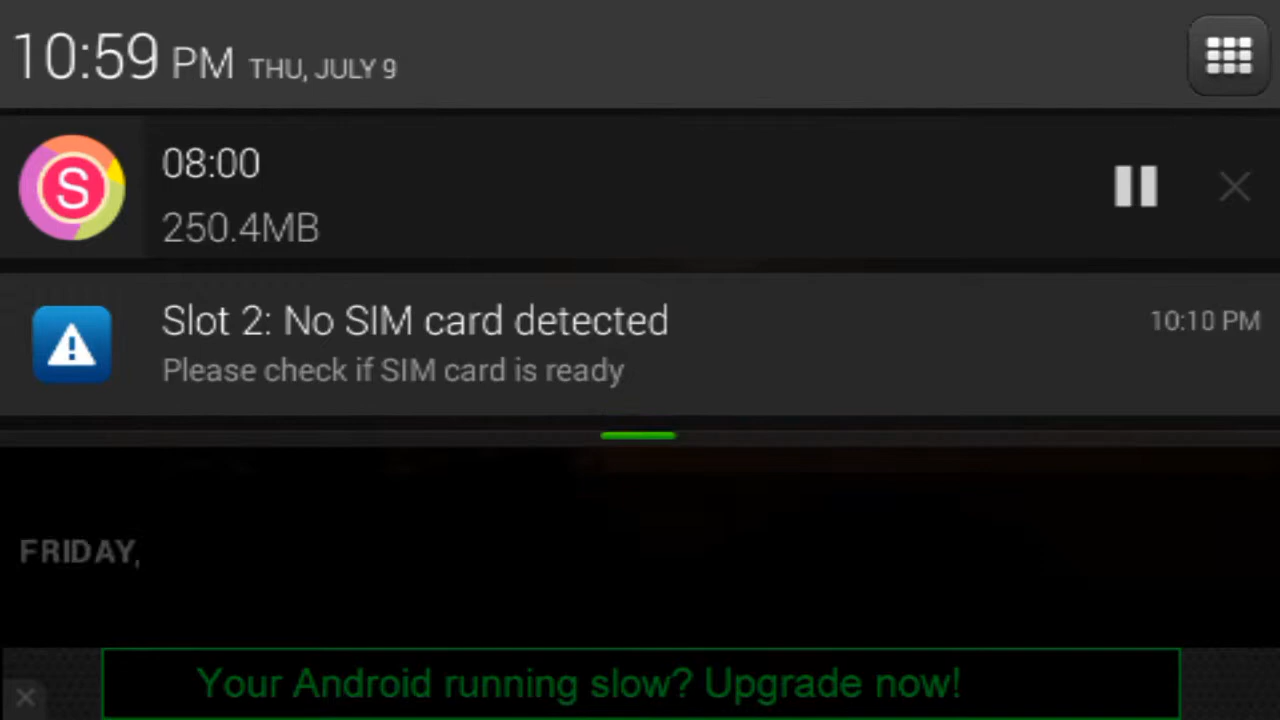 10:59 PM THU, JULY 9
S
08:00
250.4MB
Slot 2: No SIM card detected
10:10 PM
Please check if SIM card is ready
FRIDAY,
Your Android running slow? Upgrade now!